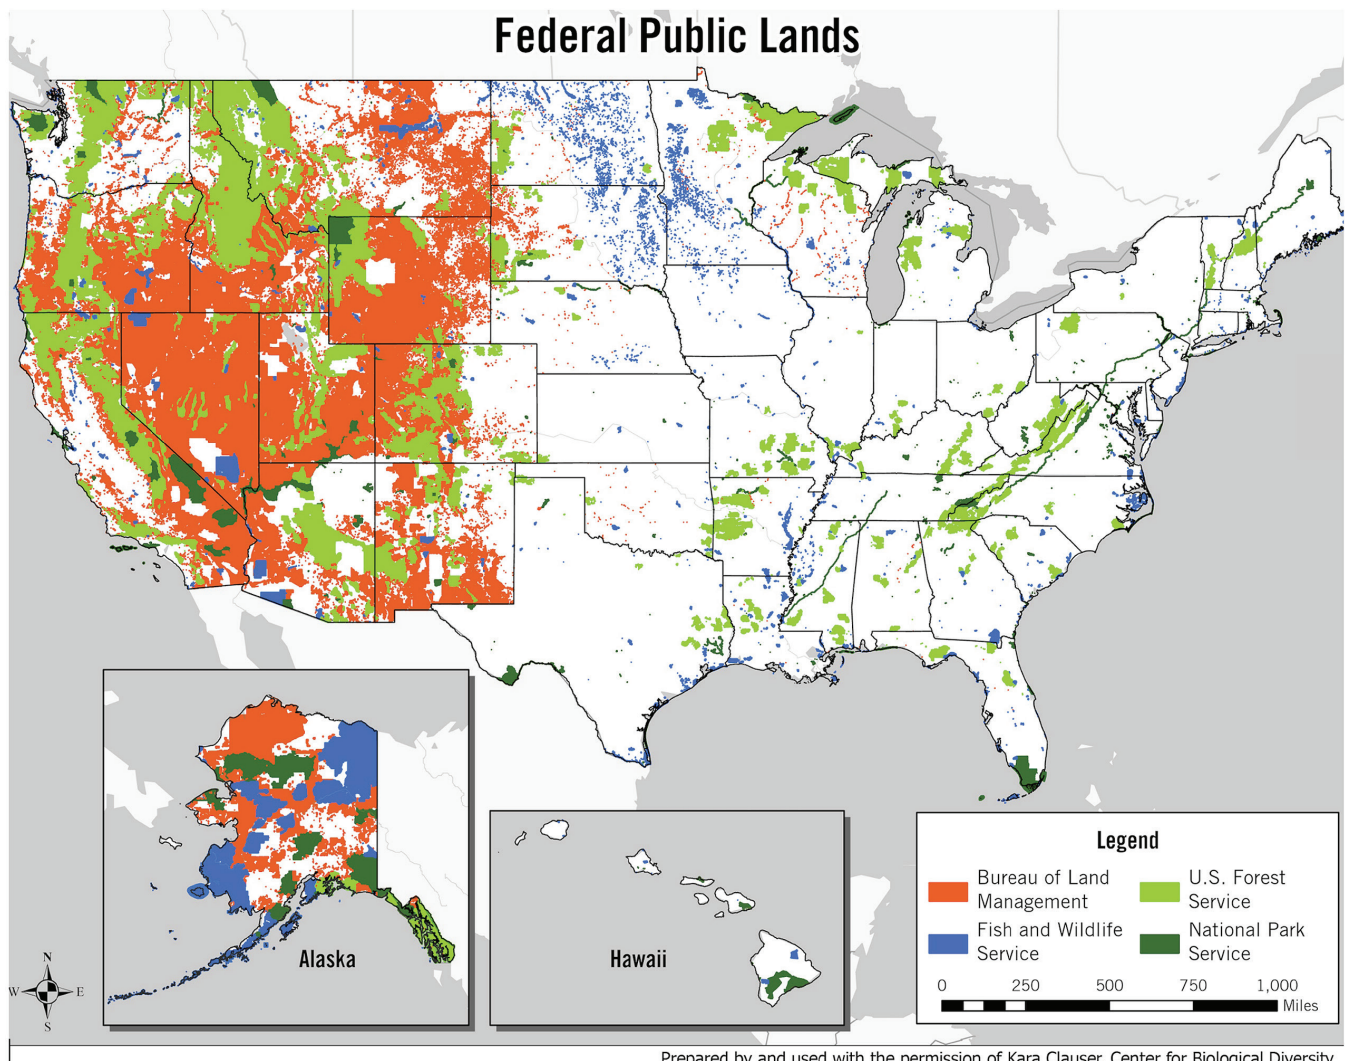 Federal Public Lands
Alaska
Hawaii
Legend
Bureau of Land
Management
U.S. Forest
Service
Fish and Wildlife
Service
National Park
Service
0 250 500 750 1,000
Miles
N
W E
S
Prepared by and used with the permission of Kara Clauser, Center for Biological Diversity